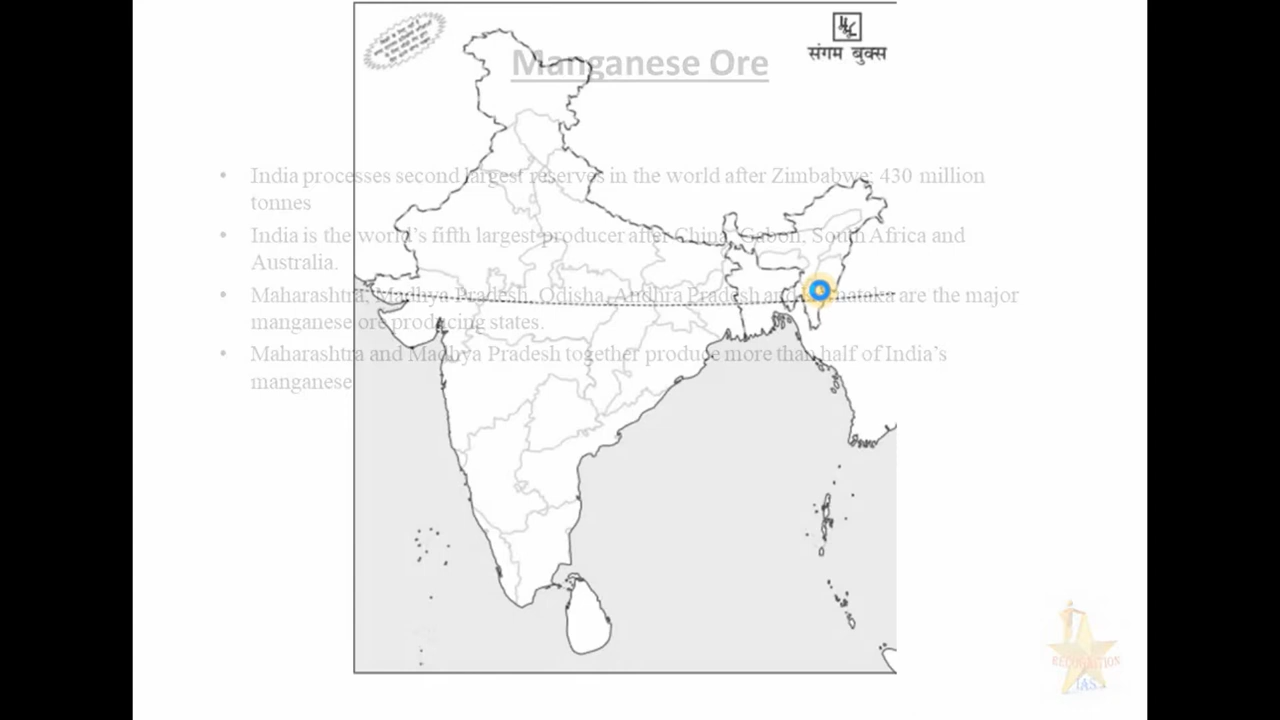 संगम बुक्स
Manganese Ore
• India processes second largest reserves in the world after Zimbabwe; 430 million
tonnes
• India is the world's fifth largest producer after China, Gabon, South Africa and
Australia.
• Maharashtra, Madhya Pradesh, Odisha, Andhra Pradesh and Karnataka are the major
manganese ore producing states.
• Maharashtra and Madhya Pradesh together produce more than half of India's
manganese
RECOGNITION
IAS